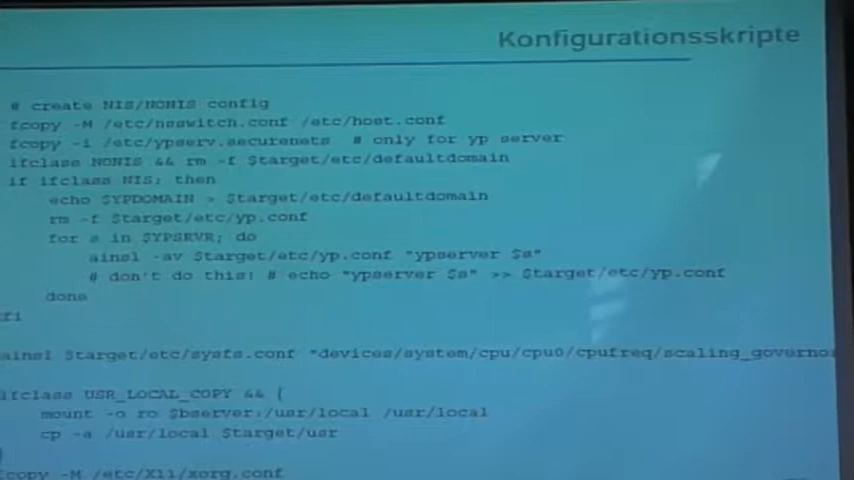 Konfigurationsskripte
# create NIS/NONIS config
fcopy -M /etc/nsswitch.conf /etc/host.conf
fcopy -i /etc/ypserv.securenets # only for yp server
ifclass NONIS && rm -f $target/etc/defaultdomain
if ifclass NIS; then
echo $YPDOMAIN > $target/etc/defaultdomain
rm -f $target/etc/yp.conf
for s in $YPSRVR; do
ainsl -av $target/etc/yp.conf "ypserver $s"
# don't do this! # echo "ypserver $s" >> $target/etc/yp.conf
done
fi
ainsl $target/etc/sysfs.conf "devices/system/cpu/cpu0/cpufreq/scaling_governor
ifclass USR_LOCAL_COPY && {
mount -o ro $bserver:/usr/local /usr/local
cp -a /usr/local $target/usr
}
fcopy -M /etc/X11/xorg.conf